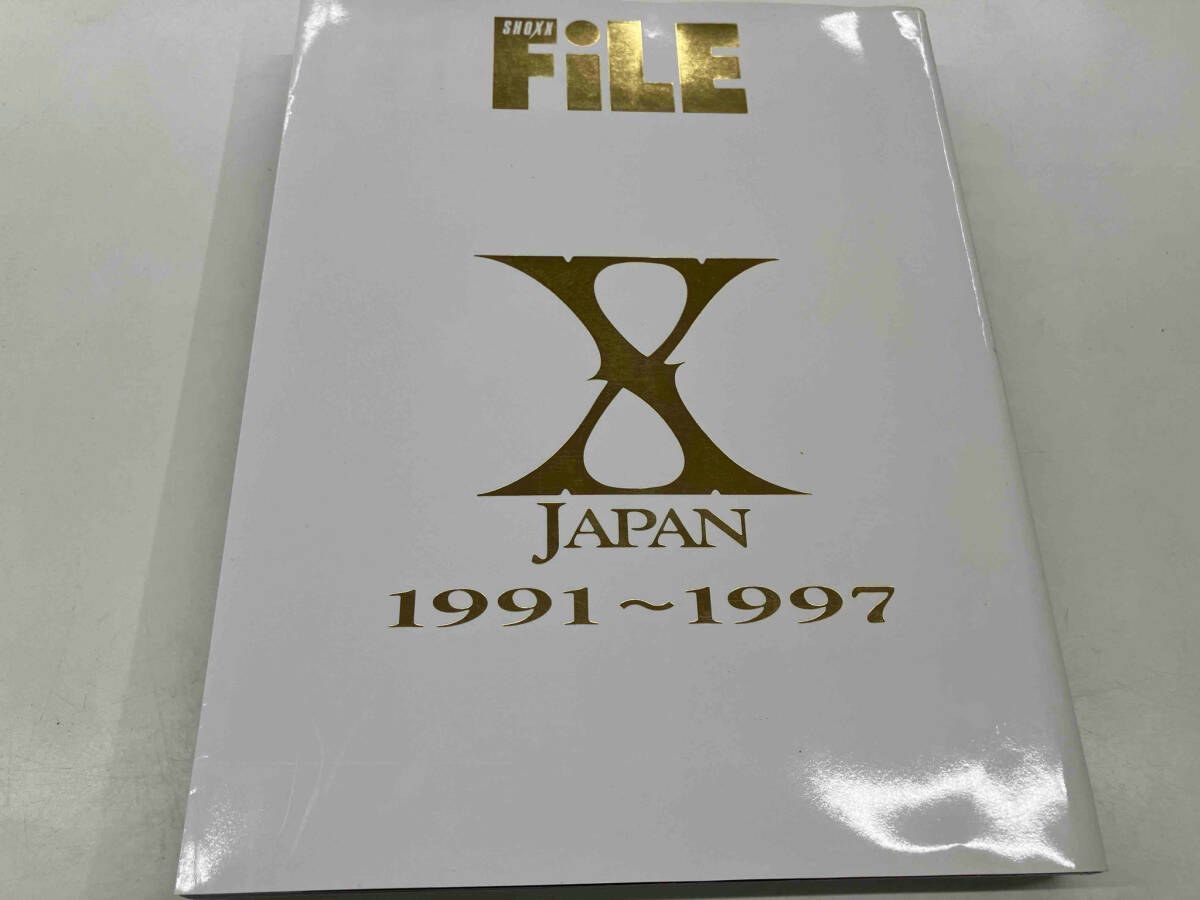 SHOXX
FiLE
X
JAPAN
1991～1997